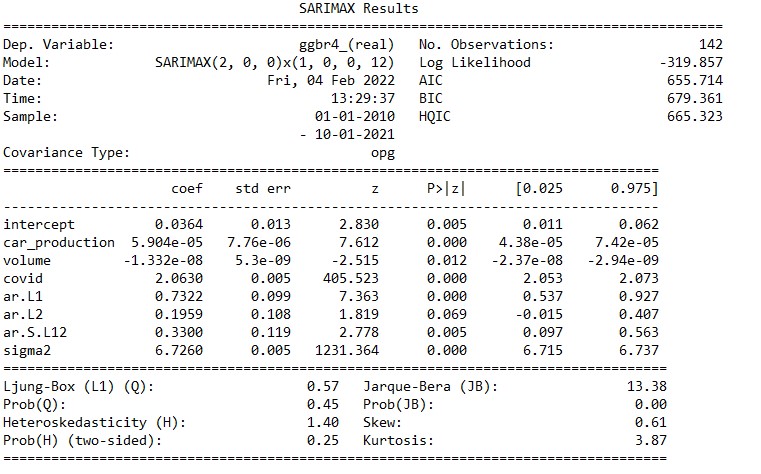 SARIMAX Results
==============================================================================================
Dep. Variable: ggbr4_(real) No. Observations: 142
Model: SARIMAX(2, 0, 0)x(1, 0, 0, 12) Log Likelihood -319.857
Date: Fri, 04 Feb 2022 AIC 655.714
Time: 13:29:37 BIC 679.361
Sample: 01-01-2010 HQIC 665.323
- 10-01-2021
Covariance Type: opg
==================================================================================
coef std err z P>|z| [0.025 0.975]
----------------------------------------------------------------------------------
intercept 0.0364 0.013 2.830 0.005 0.011 0.062
car_production 5.904e-05 7.76e-06 7.612 0.000 4.38e-05 7.42e-05
volume -1.332e-08 5.3e-09 -2.515 0.012 -2.37e-08 -2.94e-09
covid 2.0630 0.005 405.523 0.000 2.053 2.073
ar.L1 0.7322 0.099 7.363 0.000 0.537 0.927
ar.L2 0.1959 0.108 1.819 0.069 -0.015 0.407
ar.S.L12 0.3300 0.119 2.778 0.005 0.097 0.563
sigma2 6.7260 0.005 1231.364 0.000 6.715 6.737
===================================================================================
Ljung-Box (L1) (Q): 0.57 Jarque-Bera (JB): 13.38
Prob(Q): 0.45 Prob(JB): 0.00
Heteroskedasticity (H): 1.40 Skew: 0.61
Prob(H) (two-sided): 0.25 Kurtosis: 3.87
===================================================================================